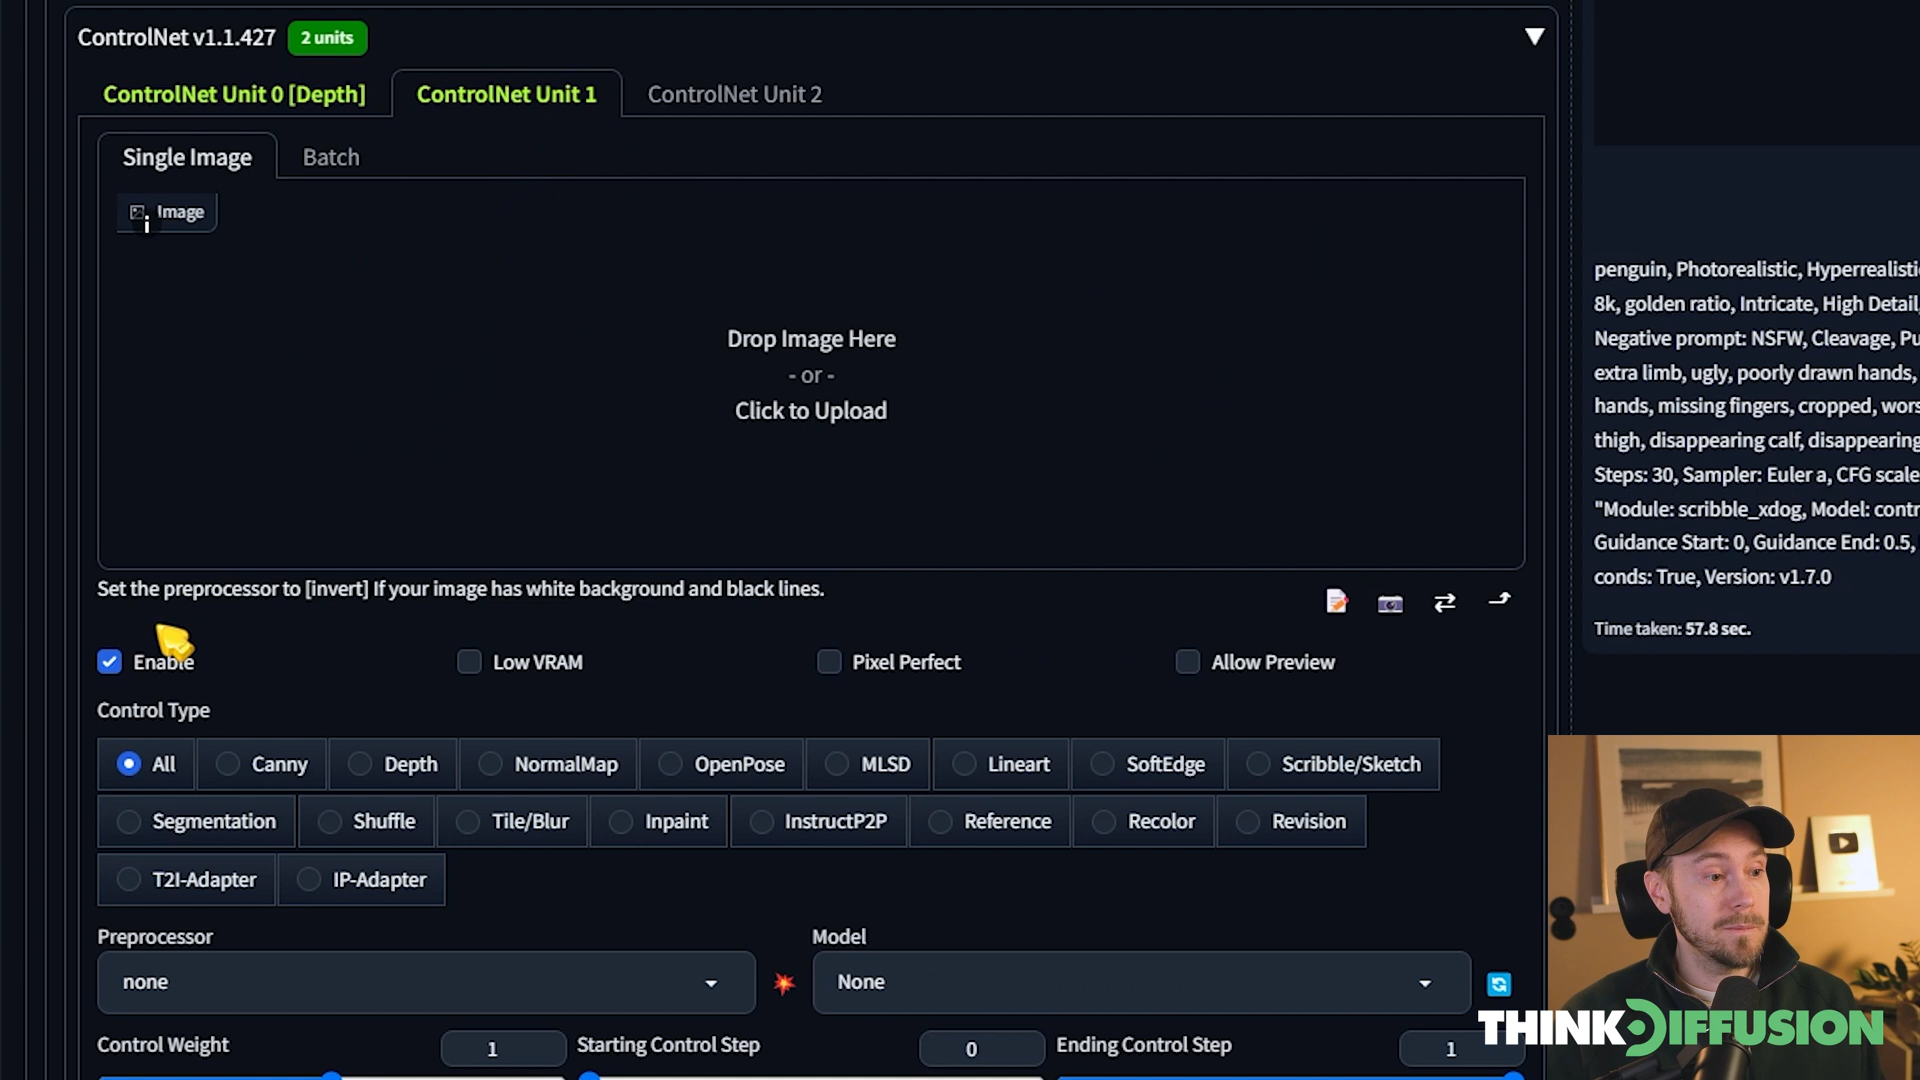 ControlNet v1.1.427 2 units
ControlNet Unit 0 [Depth] ControlNet Unit 1 ControlNet Unit 2
Single Image Batch
Image
Drop Image Here
- or -
Click to Upload
Set the preprocessor to [invert] If your image has white background and black lines.
Enable Low VRAM Pixel Perfect Allow Preview
Control Type
All Canny Depth NormalMap OpenPose MLSD Lineart SoftEdge Scribble/Sketch
Segmentation Shuffle Tile/Blur Inpaint InstructP2P Reference Recolor Revision
T2I-Adapter IP-Adapter
Preprocessor Model
none None
Control Weight 1 Starting Control Step 0 Ending Control Step 1
penguin, Photorealistic, Hyperrealisti
8k, golden ratio, Intricate, High Detail,
Negative prompt: NSFW, Cleavage, Pu
extra limb, ugly, poorly drawn hands,
hands, missing fingers, cropped, wors
thigh, disappearing calf, disappearing
Steps: 30, Sampler: Euler a, CFG scale
"Module: scribble_xdog, Model: contr
Guidance Start: 0, Guidance End: 0.5,
conds: True, Version: v1.7.0
Time taken: 57.8 sec.
THINKDIFFUSION